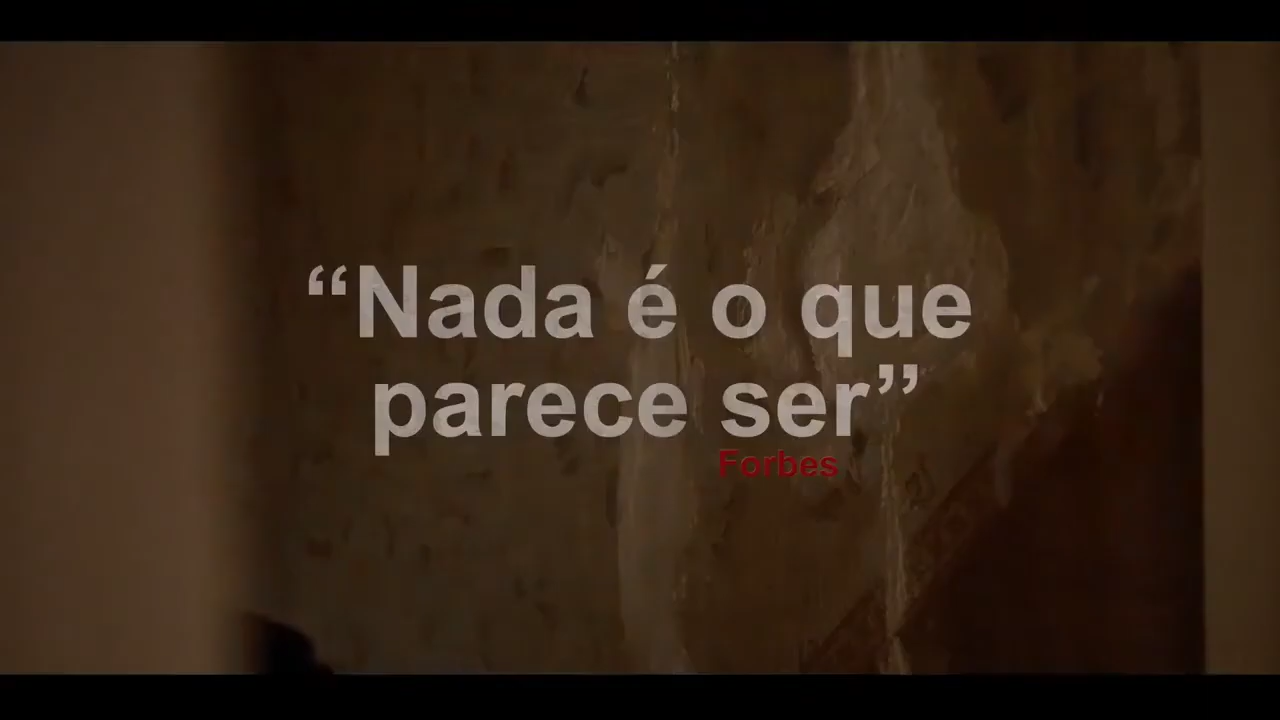 “Nada é o que
parece ser”
Forbes